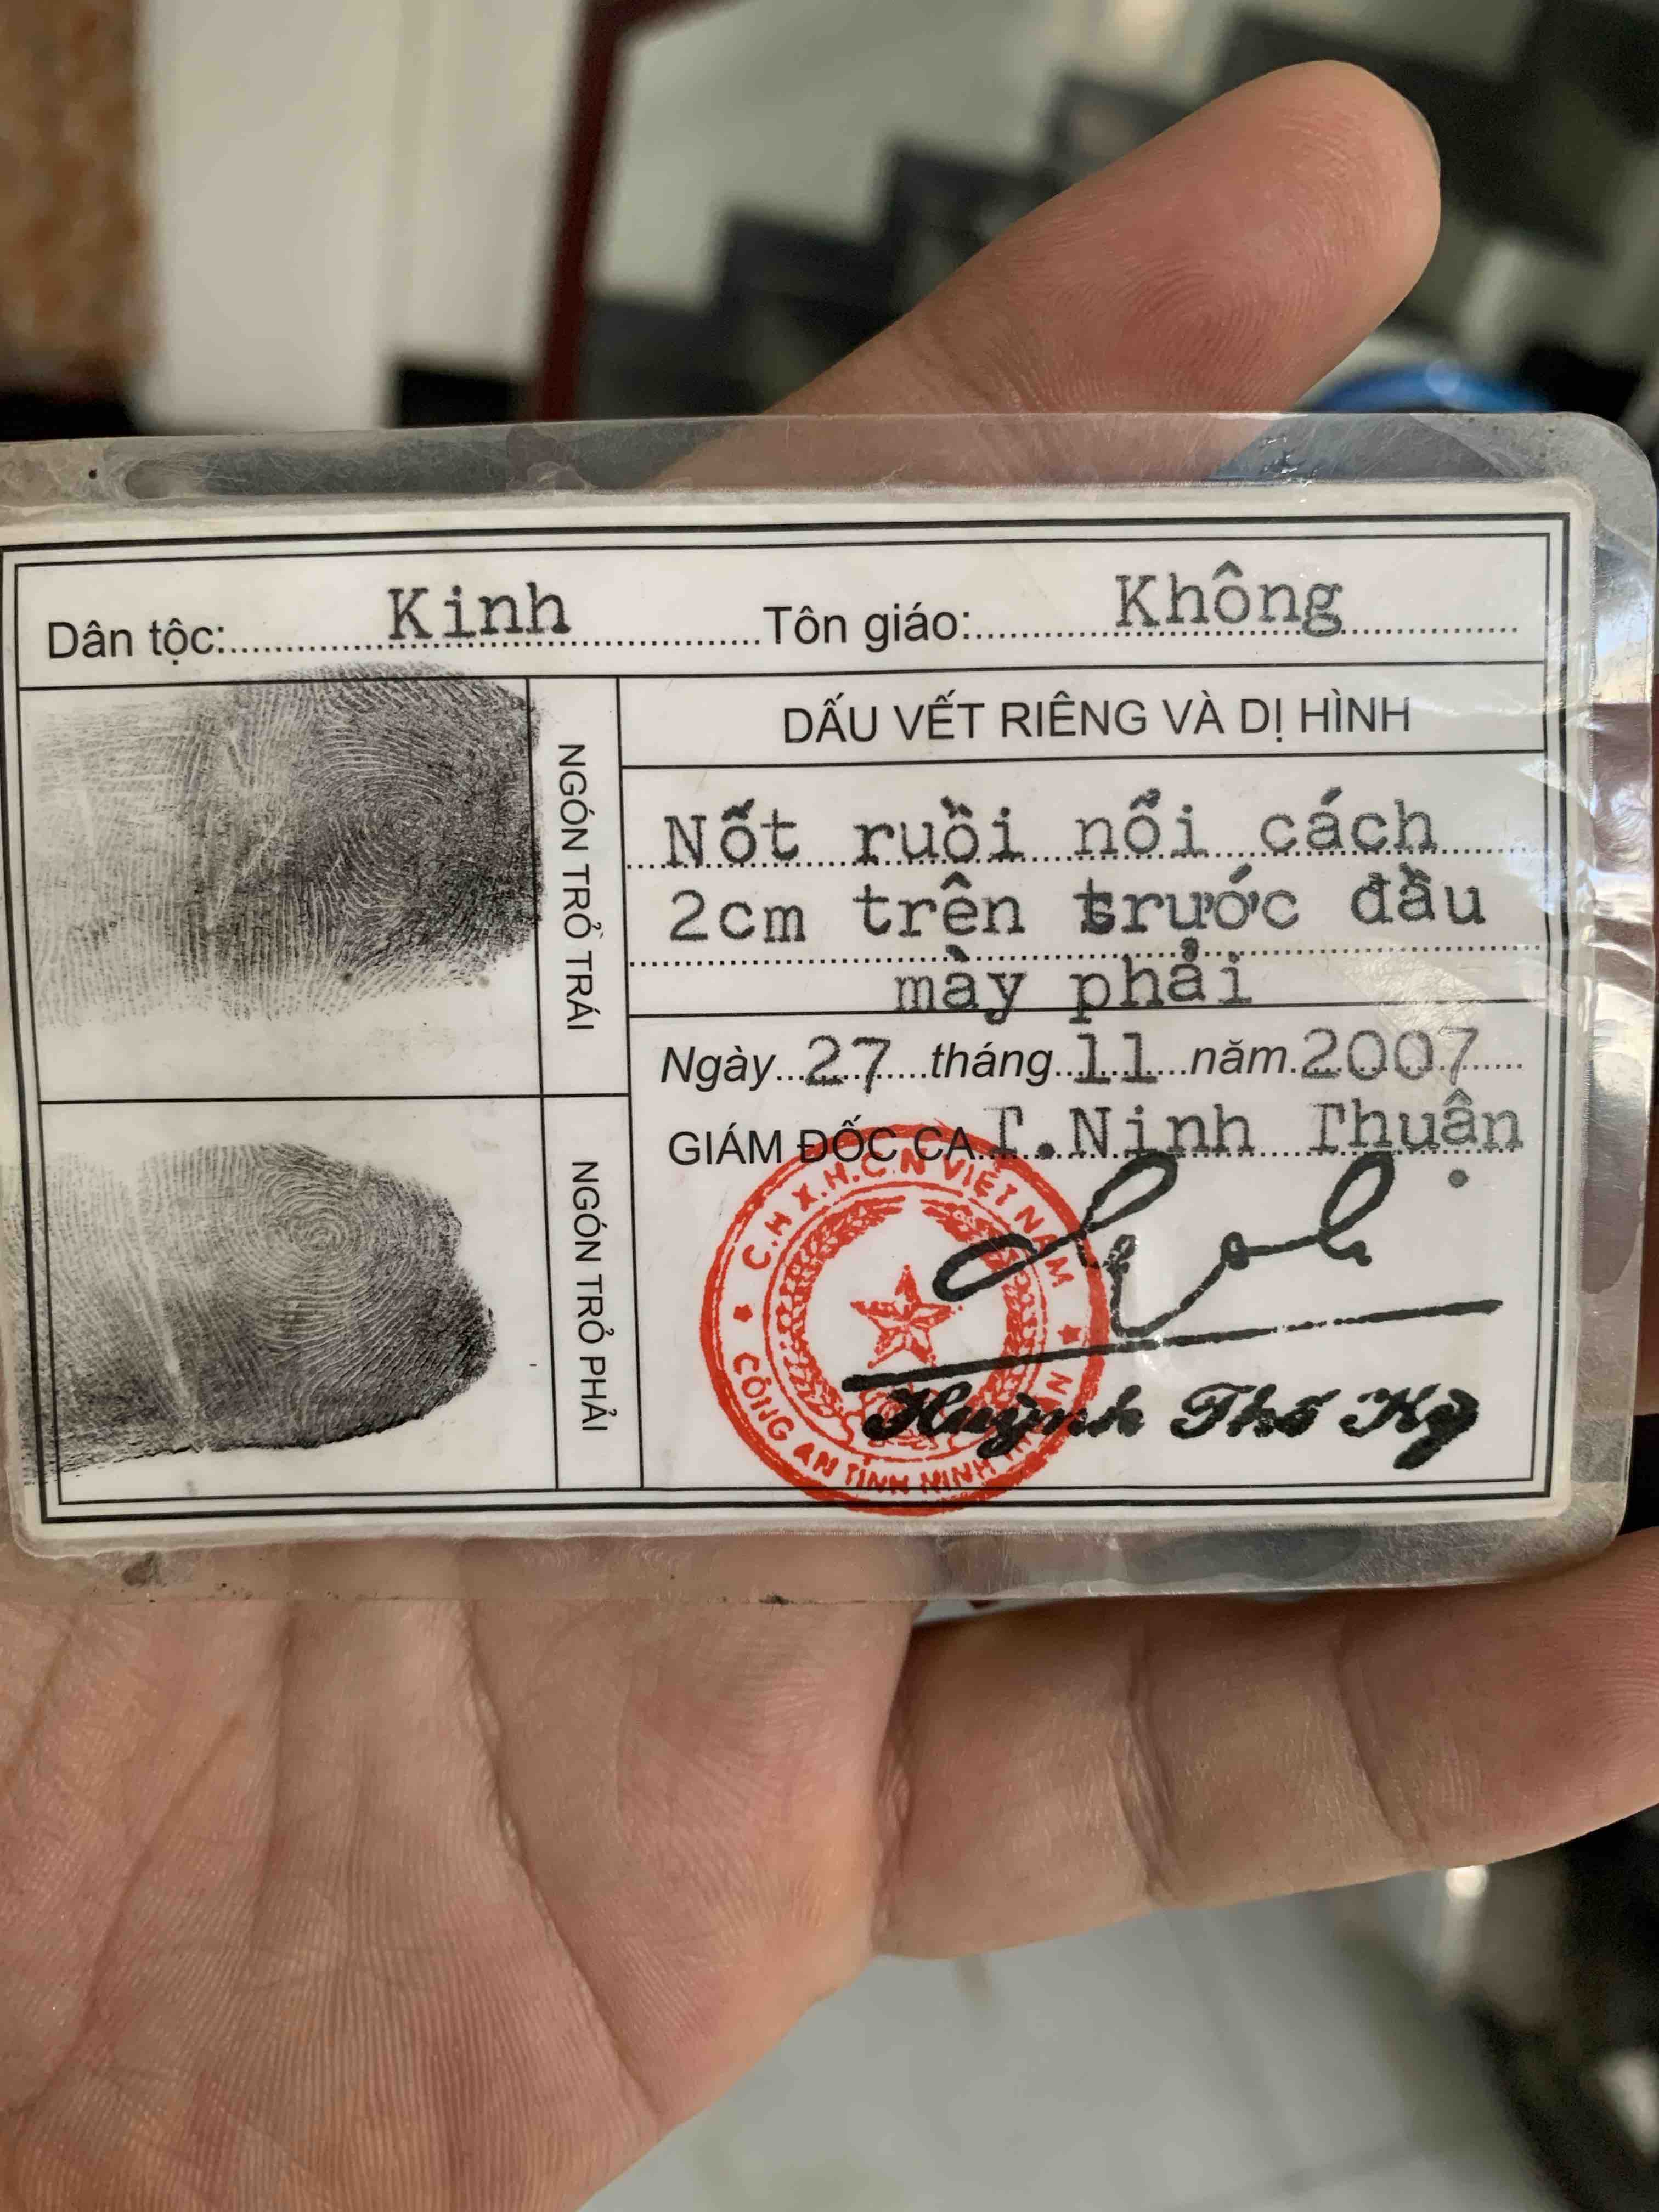 Dân tộc: Kinh Tôn giáo: Không
NGÓN TRỎ TRÁI
DẤU VẾT RIÊNG VÀ DỊ HÌNH
Nốt ruồi nổi cách
2cm trên trước đầu
mày phải
Ngày 27 tháng 11 năm 2007
GIÁM ĐỐC CA T.Ninh Thuận
NGÓN TRỎ PHẢI
C.H.X.H.C.N VIỆT NAM
CÔNG AN TỈNH NINH
Huỳnh Thế Kỳ